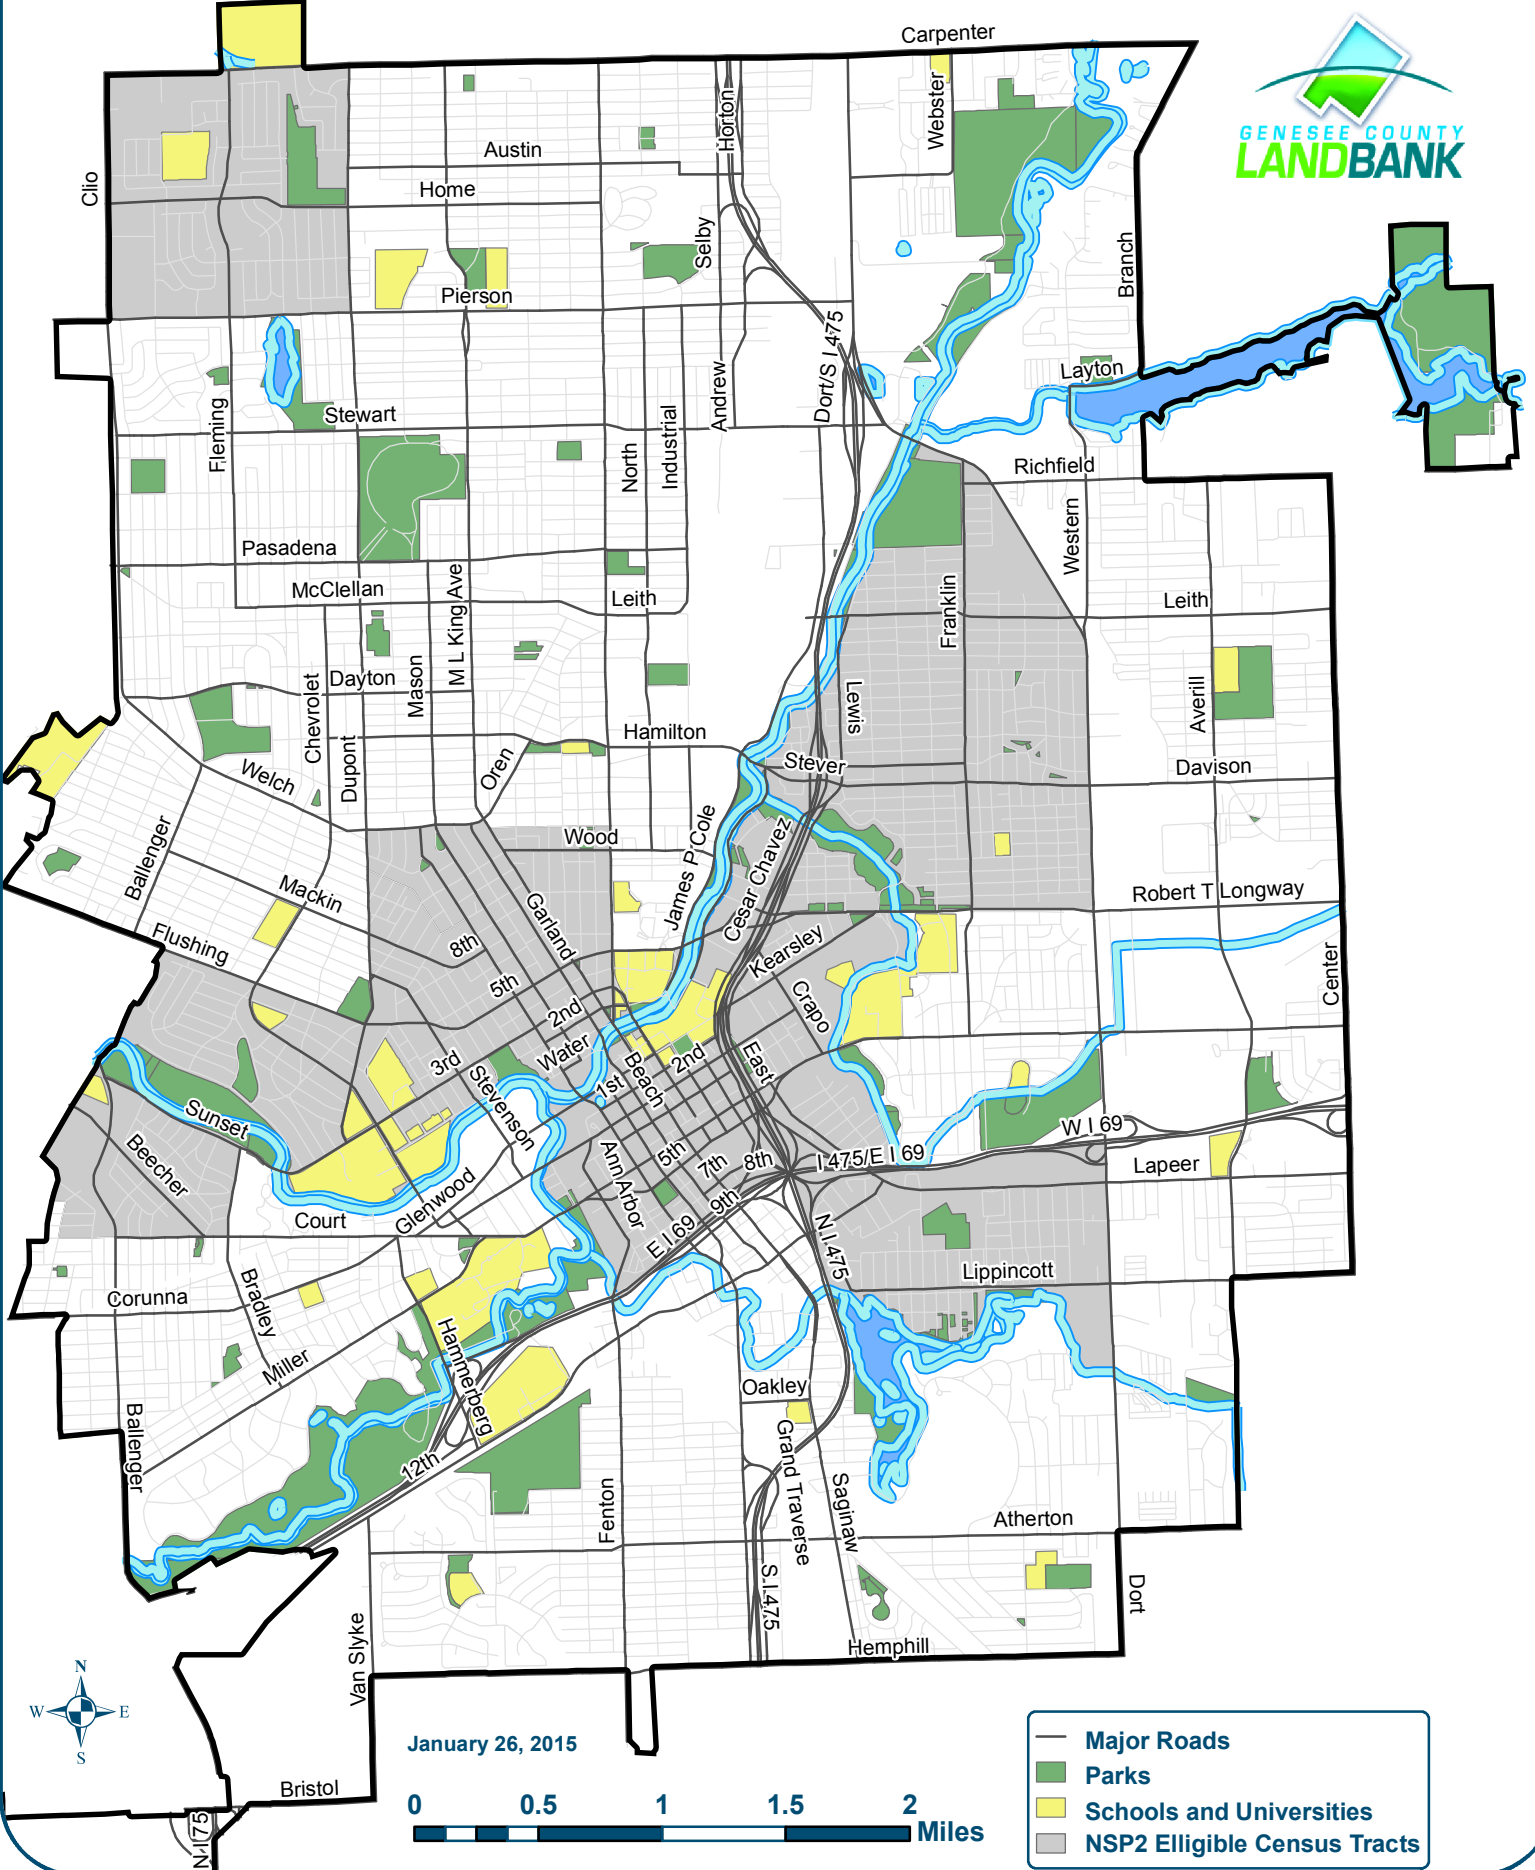 Carpenter
GENESEE COUNTY
LANDBANK
Horton
Webster
Austin
Home
Clio
Selby
Branch
Pierson
Dort/S I 475
Layton
Andrew
Stewart
Fleming
North
Industrial
Richfield
Western
Pasadena
McClellan
M L King Ave
Leith
Franklin
Leith
Dayton
Mason
Chevrolet
Lewis
Averill
Hamilton
Dupont
Oren
Stever
Davison
Welch
Wood
James P Cole
Cesar Chavez
Ballenger
Mackin
Robert T Longway
Garland
Flushing
8th
Kearsley
5th
Center
Crapo
2nd
Water
3rd
Beach
2nd
East
1st
Stevenson
Sunset
W I 69
Beecher
Ann Arbor
5th
7th
8th
I 475/E I 69
Lapeer
Glenwood
9th
Court
E I 69
N I 475
Lippincott
Corunna
Bradley
Miller
Hammerberg
Oakley
Ballenger
Grand Traverse
12th
Saginaw
Fenton
Atherton
S I 475
Dort
Van Slyke
Hemphill
N
W
E
S
January 26, 2015
Bristol
N I 75
0 0.5 1 1.5 2
Miles
Major Roads
Parks
Schools and Universities
NSP2 Elligible Census Tracts